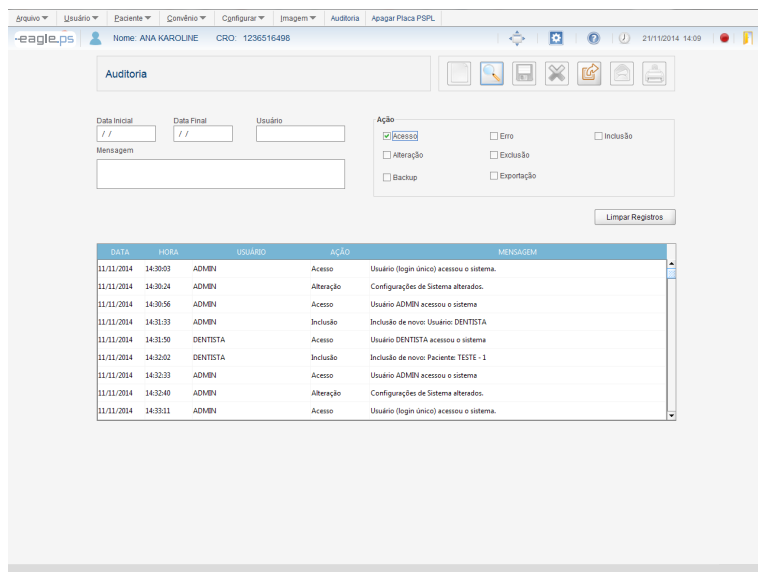 Arquivo Usuário Paciente Convênio Configurar Imagem Auditoria Apagar Placa PSPL
eagle.ps Nome: ANA KAROLINE CRO: 1236516498 21/11/2014 14:09
Auditoria
Data Inicial Data Final Usuário
/ / / /
Mensagem
Ação
Acesso Erro Inclusão
Alteração Exclusão
Backup Exportação
Limpar Registros
DATA HORA USUÁRIO AÇÃO MENSAGEM
11/11/2014 14:30:03 ADMIN Acesso Usuário (login único) acessou o sistema.
11/11/2014 14:30:24 ADMIN Alteração Configurações de Sistema alterados.
11/11/2014 14:30:56 ADMIN Acesso Usuário ADMIN acessou o sistema
11/11/2014 14:31:33 ADMIN Inclusão Inclusão de novo: Usuário: DENTISTA
11/11/2014 14:31:50 DENTISTA Acesso Usuário DENTISTA acessou o sistema
11/11/2014 14:32:02 DENTISTA Inclusão Inclusão de novo: Paciente: TESTE - 1
11/11/2014 14:32:33 ADMIN Acesso Usuário ADMIN acessou o sistema
11/11/2014 14:32:40 ADMIN Alteração Configurações de Sistema alterados.
11/11/2014 14:33:11 ADMIN Acesso Usuário (login único) acessou o sistema.